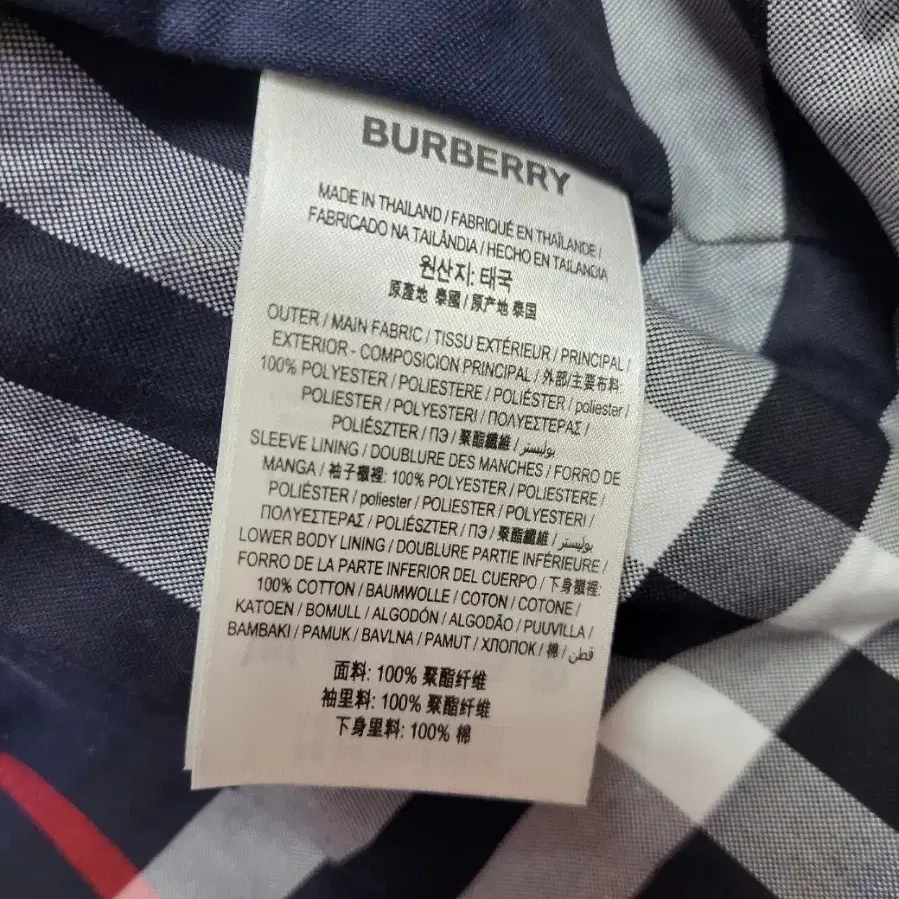 BURBERRY
MADE IN THAILAND / FABRIQUÉ EN THAÏLANDE /
FABRICADO NA TAILÂNDIA / HECHO EN TAILANDIA
원산지: 태국
原產地 泰國 / 原产地 泰国
OUTER / MAIN FABRIC / TISSU EXTÉRIEUR / PRINCIPAL /
EXTERIOR - COMPOSICION PRINCIPAL / 外部/主要布料:
100% POLYESTER / POLIESTERE / POLIÉSTER / poliester /
POLIESTER / POLYESTERI / ΠΟΛΥΕΣΤΕΡΑΣ /
POLIÉSZTER / ПЭ / 聚酯纖維 / بوليستر /
SLEEVE LINING / DOUBLURE DES MANCHES / FORRO DE
MANGA / 袖子襯裡: 100% POLYESTER / POLIESTERE /
POLIÉSTER / poliester / POLIESTER / POLYESTERI /
ΠΟΛΥΕΣΤΕΡΑΣ / POLIÉSZTER / ПЭ / 聚酯纖維 / بوليستر
LOWER BODY LINING / DOUBLURE PARTIE INFÉRIEURE /
FORRO DE LA PARTE INFERIOR DEL CUERPO / 下身襯裡:
100% COTTON / BAUMWOLLE / COTON / COTONE /
KATOEN / BOMULL / ALGODÓN / ALGODÃO / PUUVILLA /
BAMBAKI / PAMUK / BAVLNA / PAMUT / ХЛОПОК / 棉 / قطن
面料: 100% 聚酯纤维
袖里料: 100% 聚酯纤维
下身里料: 100% 棉